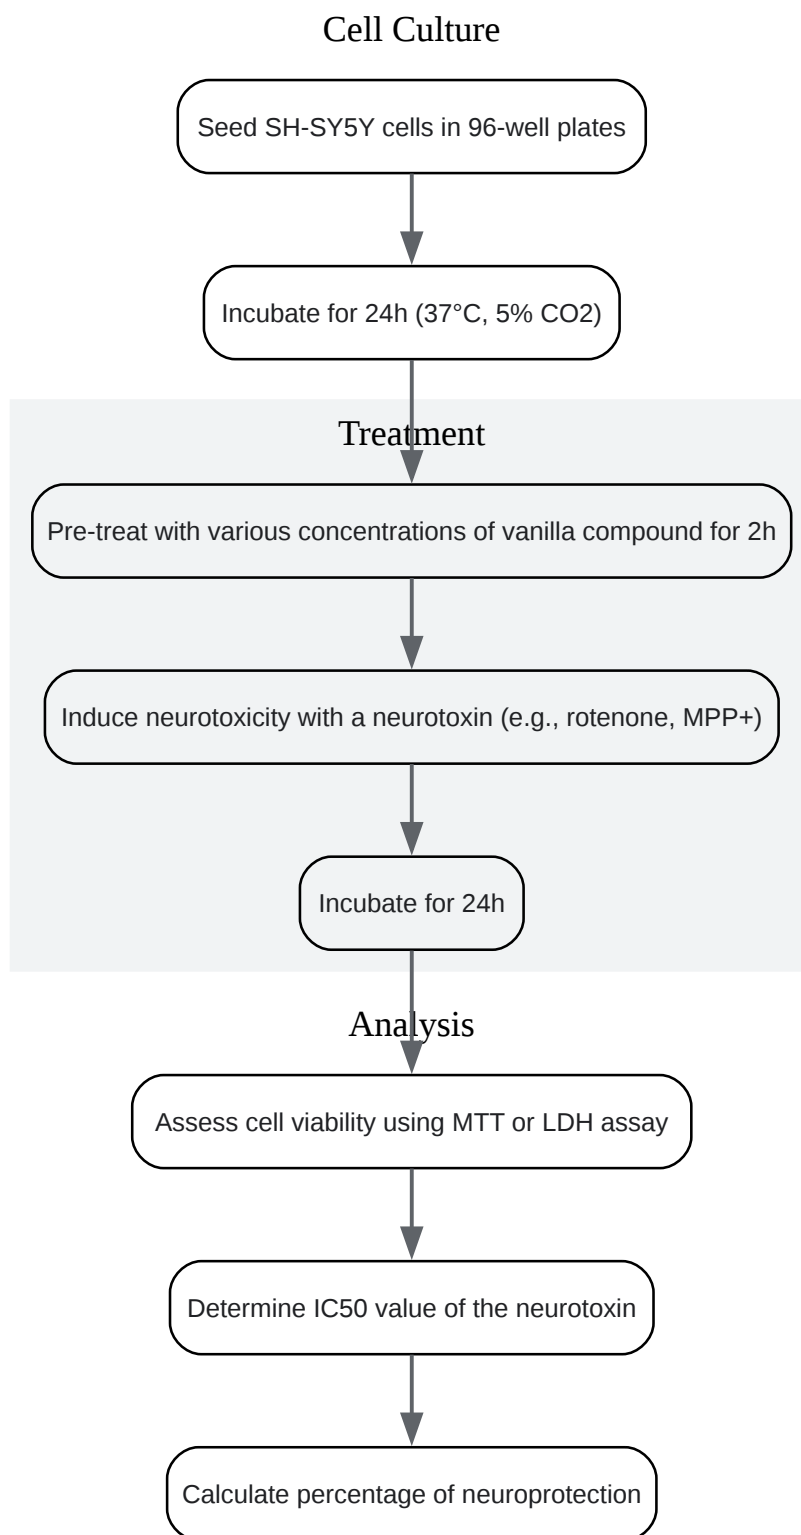 Cell Culture
Seed SH-SY5Y cells in 96-well plates
Incubate for 24h (37°C, 5% CO2)
Treatment
Pre-treat with various concentrations of vanilla compound for 2h
Induce neurotoxicity with a neurotoxin (e.g., rotenone, MPP+)
Incubate for 24h
Analysis
Assess cell viability using MTT or LDH assay
Determine IC50 value of the neurotoxin
Calculate percentage of neuroprotection